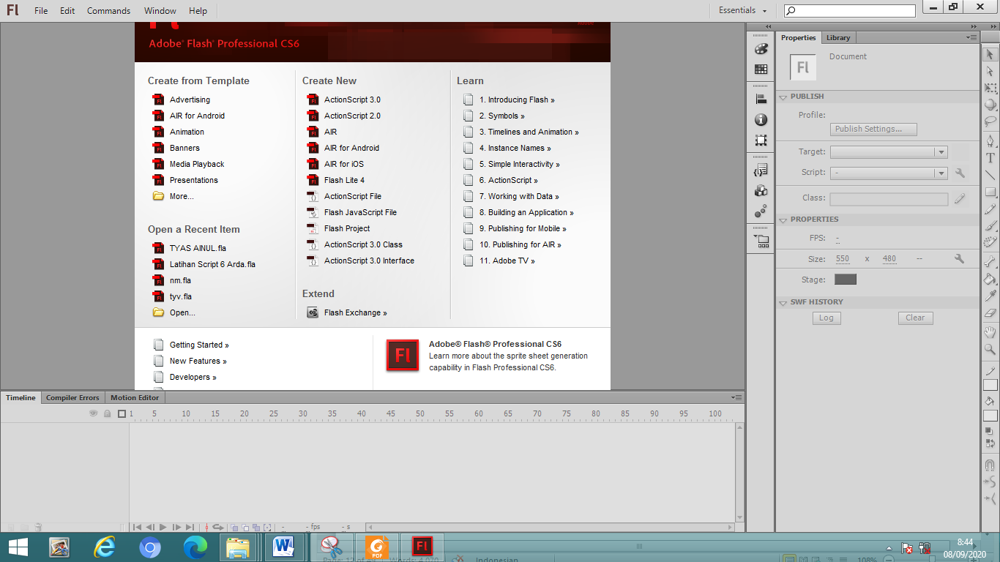 Fl File Edit Commands Window Help Essentials
Adobe
Adobe® Flash® Professional CS6
Create from Template
Advertising
AIR for Android
Animation
Banners
Media Playback
Presentations
More...
Open a Recent Item
TYAS AINUL.fla
Latihan Script 6 Arda.fla
nm.fla
tyv.fla
Open...
Create New
ActionScript 3.0
ActionScript 2.0
AIR
AIR for Android
AIR for iOS
Flash Lite 4
ActionScript File
Flash JavaScript File
Flash Project
ActionScript 3.0 Class
ActionScript 3.0 Interface
Extend
Flash Exchange »
Learn
1. Introducing Flash »
2. Symbols »
3. Timelines and Animation »
4. Instance Names »
5. Simple Interactivity »
6. ActionScript »
7. Working with Data »
8. Building an Application »
9. Publishing for Mobile »
10. Publishing for AIR »
11. Adobe TV »
Getting Started »
New Features »
Developers »
Fl
Adobe® Flash® Professional CS6
Learn more about the sprite sheet generation
capability in Flash Professional CS6.
Properties Library
Fl Document
PUBLISH
Profile:
Publish Settings...
Target:
Script: -
Class:
PROPERTIES
FPS: -
Size: 550 x 480 --
Stage:
SWF HISTORY
Log Clear
Timeline Compiler Errors Motion Editor
1 5 10 15 20 25 30 35 40 45 50 55 60 65 70 75 80 85 90 95 100
- - fps - s
W PDF Fl
8:44
08/09/2020
Words: 4,070 Indonesian 108%